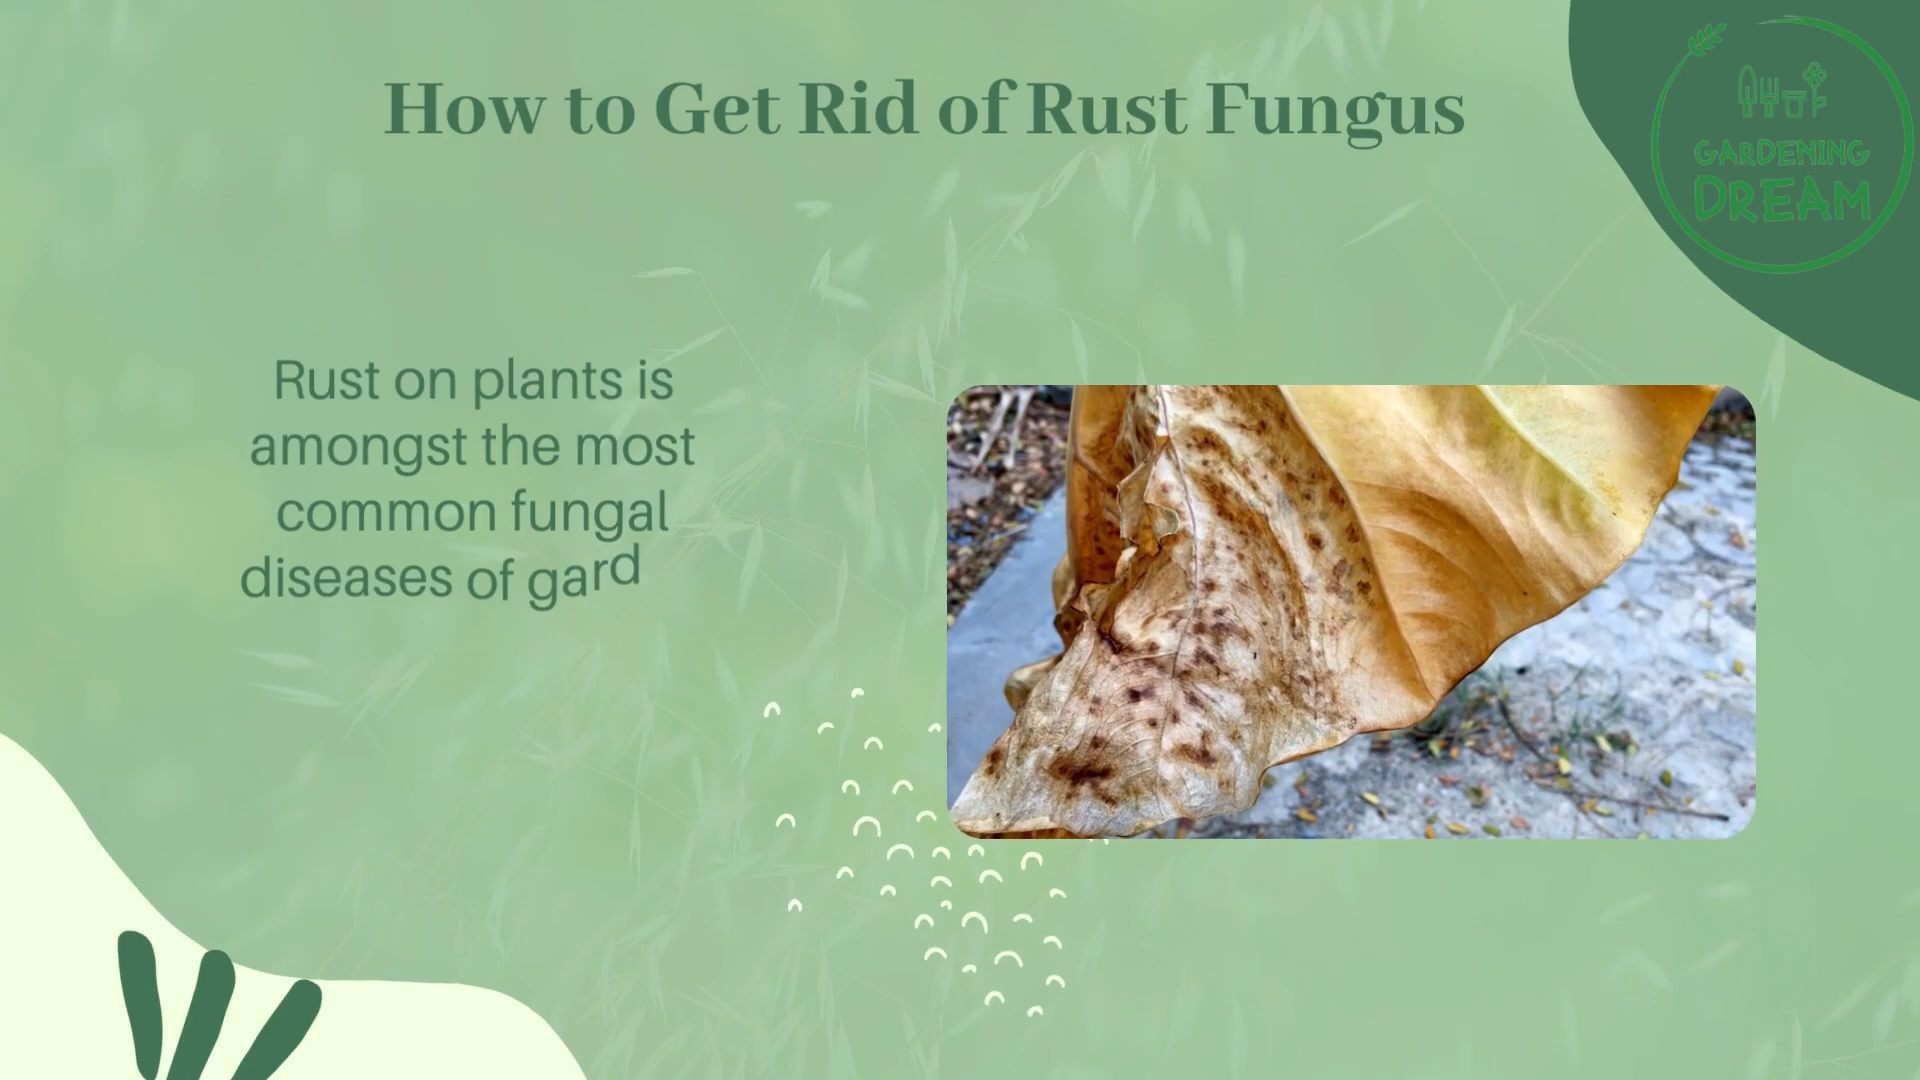 How to Get Rid of Rust Fungus
GARDENING
DREAM
Rust on plants is
amongst the most
common fungal
diseases of gard